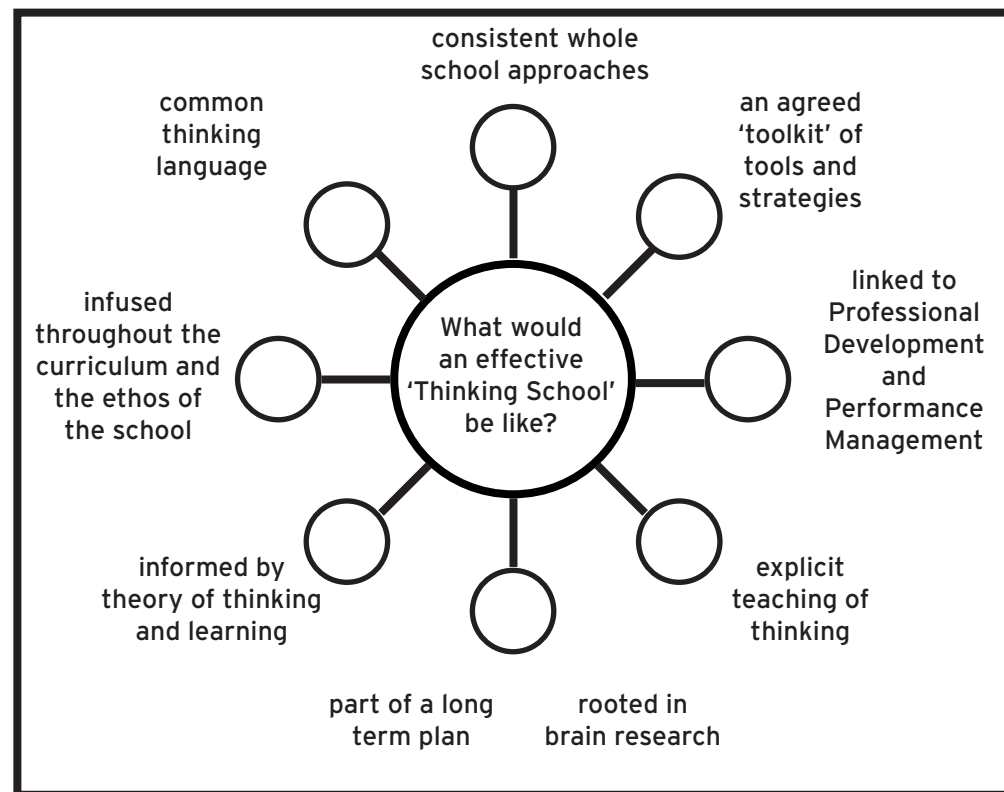 consistent whole
school approaches
common
thinking
language
an agreed
‘toolkit’ of
tools and
strategies
infused
throughout the
curriculum and
the ethos of
the school
What would
an effective
‘Thinking School’
be like?
linked to
Professional
Development
and
Performance
Management
informed by
theory of thinking
and learning
explicit
teaching of
thinking
part of a long
term plan
rooted in
brain research